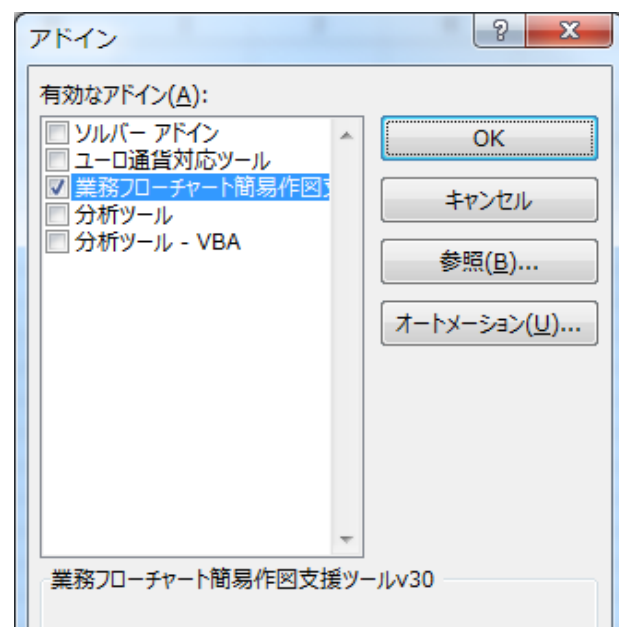 アドイン
有効なアドイン(A):
ソルバー アドイン
ユーロ通貨対応ツール
業務フローチャート簡易作図
分析ツール
分析ツール - VBA
OK
キャンセル
参照(B)...
オートメーション(U)...
業務フローチャート簡易作図支援ツールv30